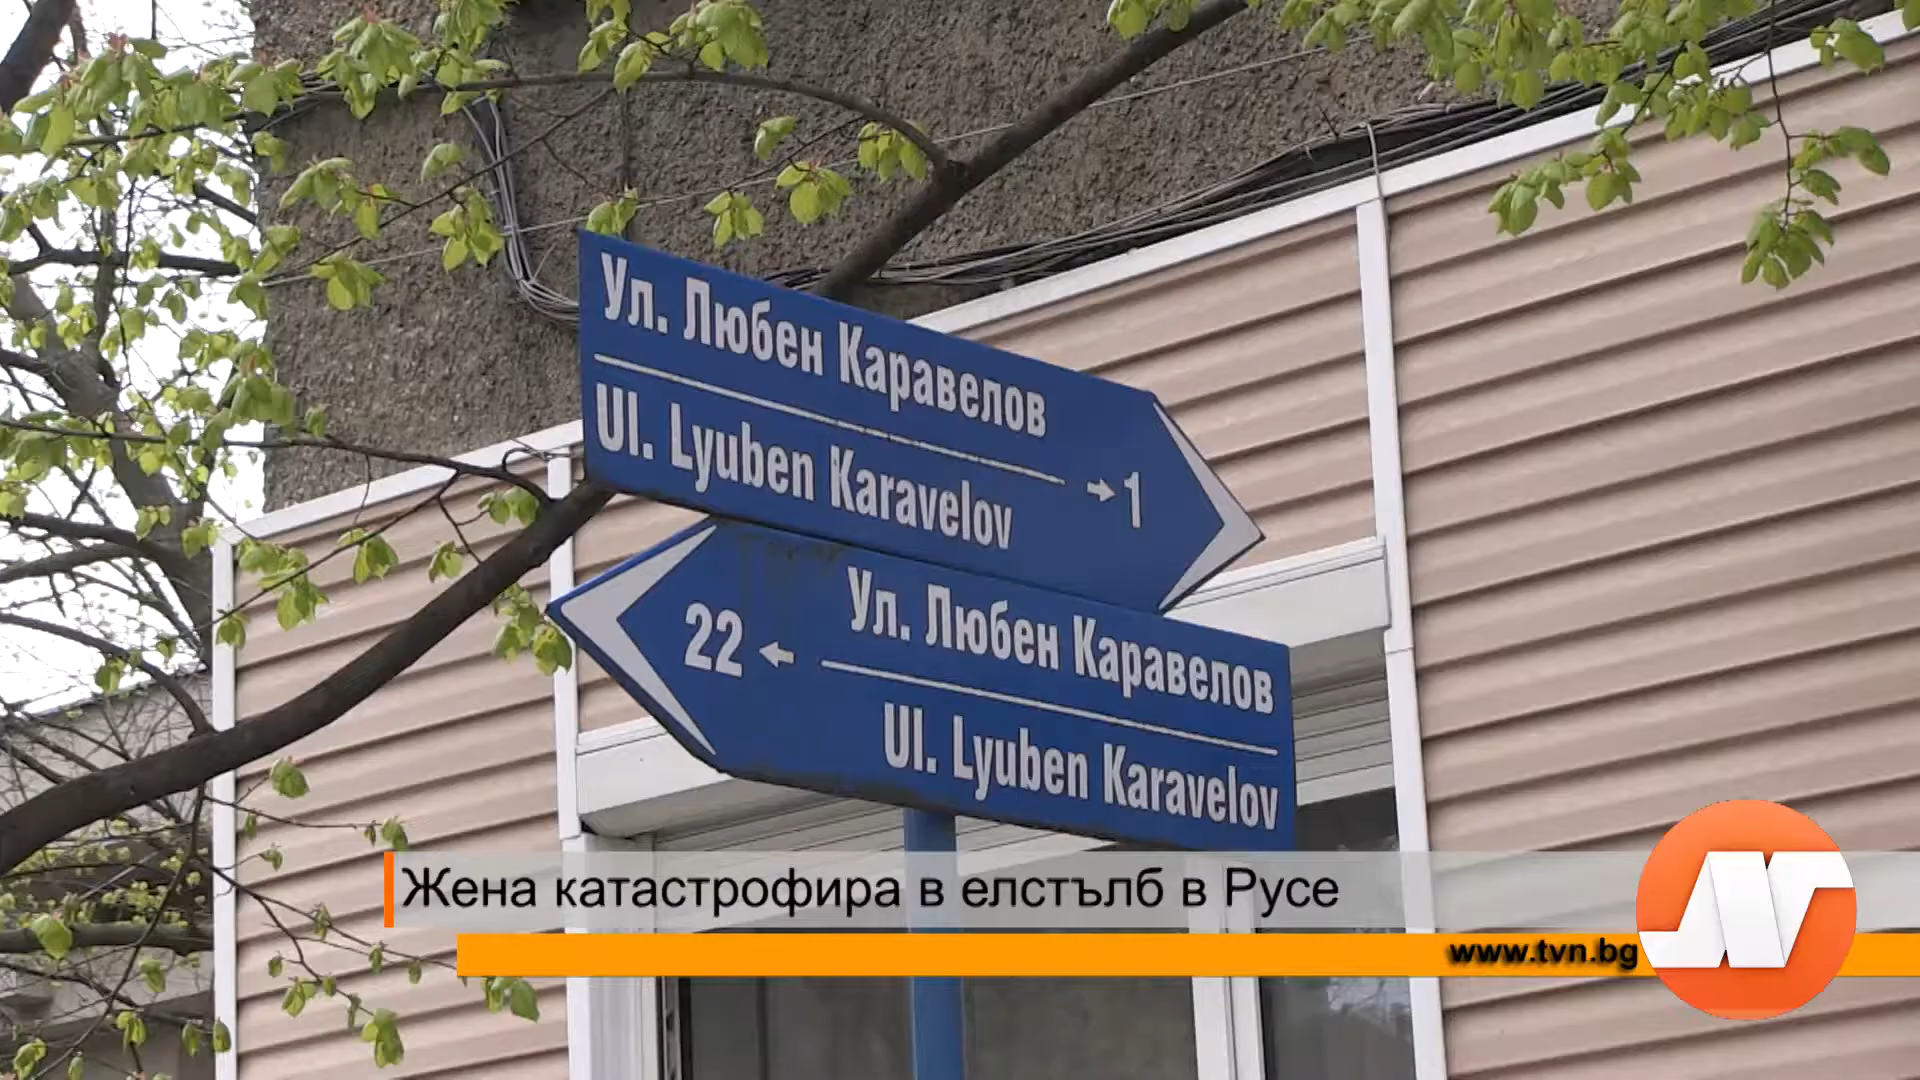 Ул. Любен Каравелов
Ul. Lyuben Karavelov
→1
22←
Ул. Любен Каравелов
Ul. Lyuben Karavelov
Жена катастрофира в елстълб в Русе
www.tvn.bg